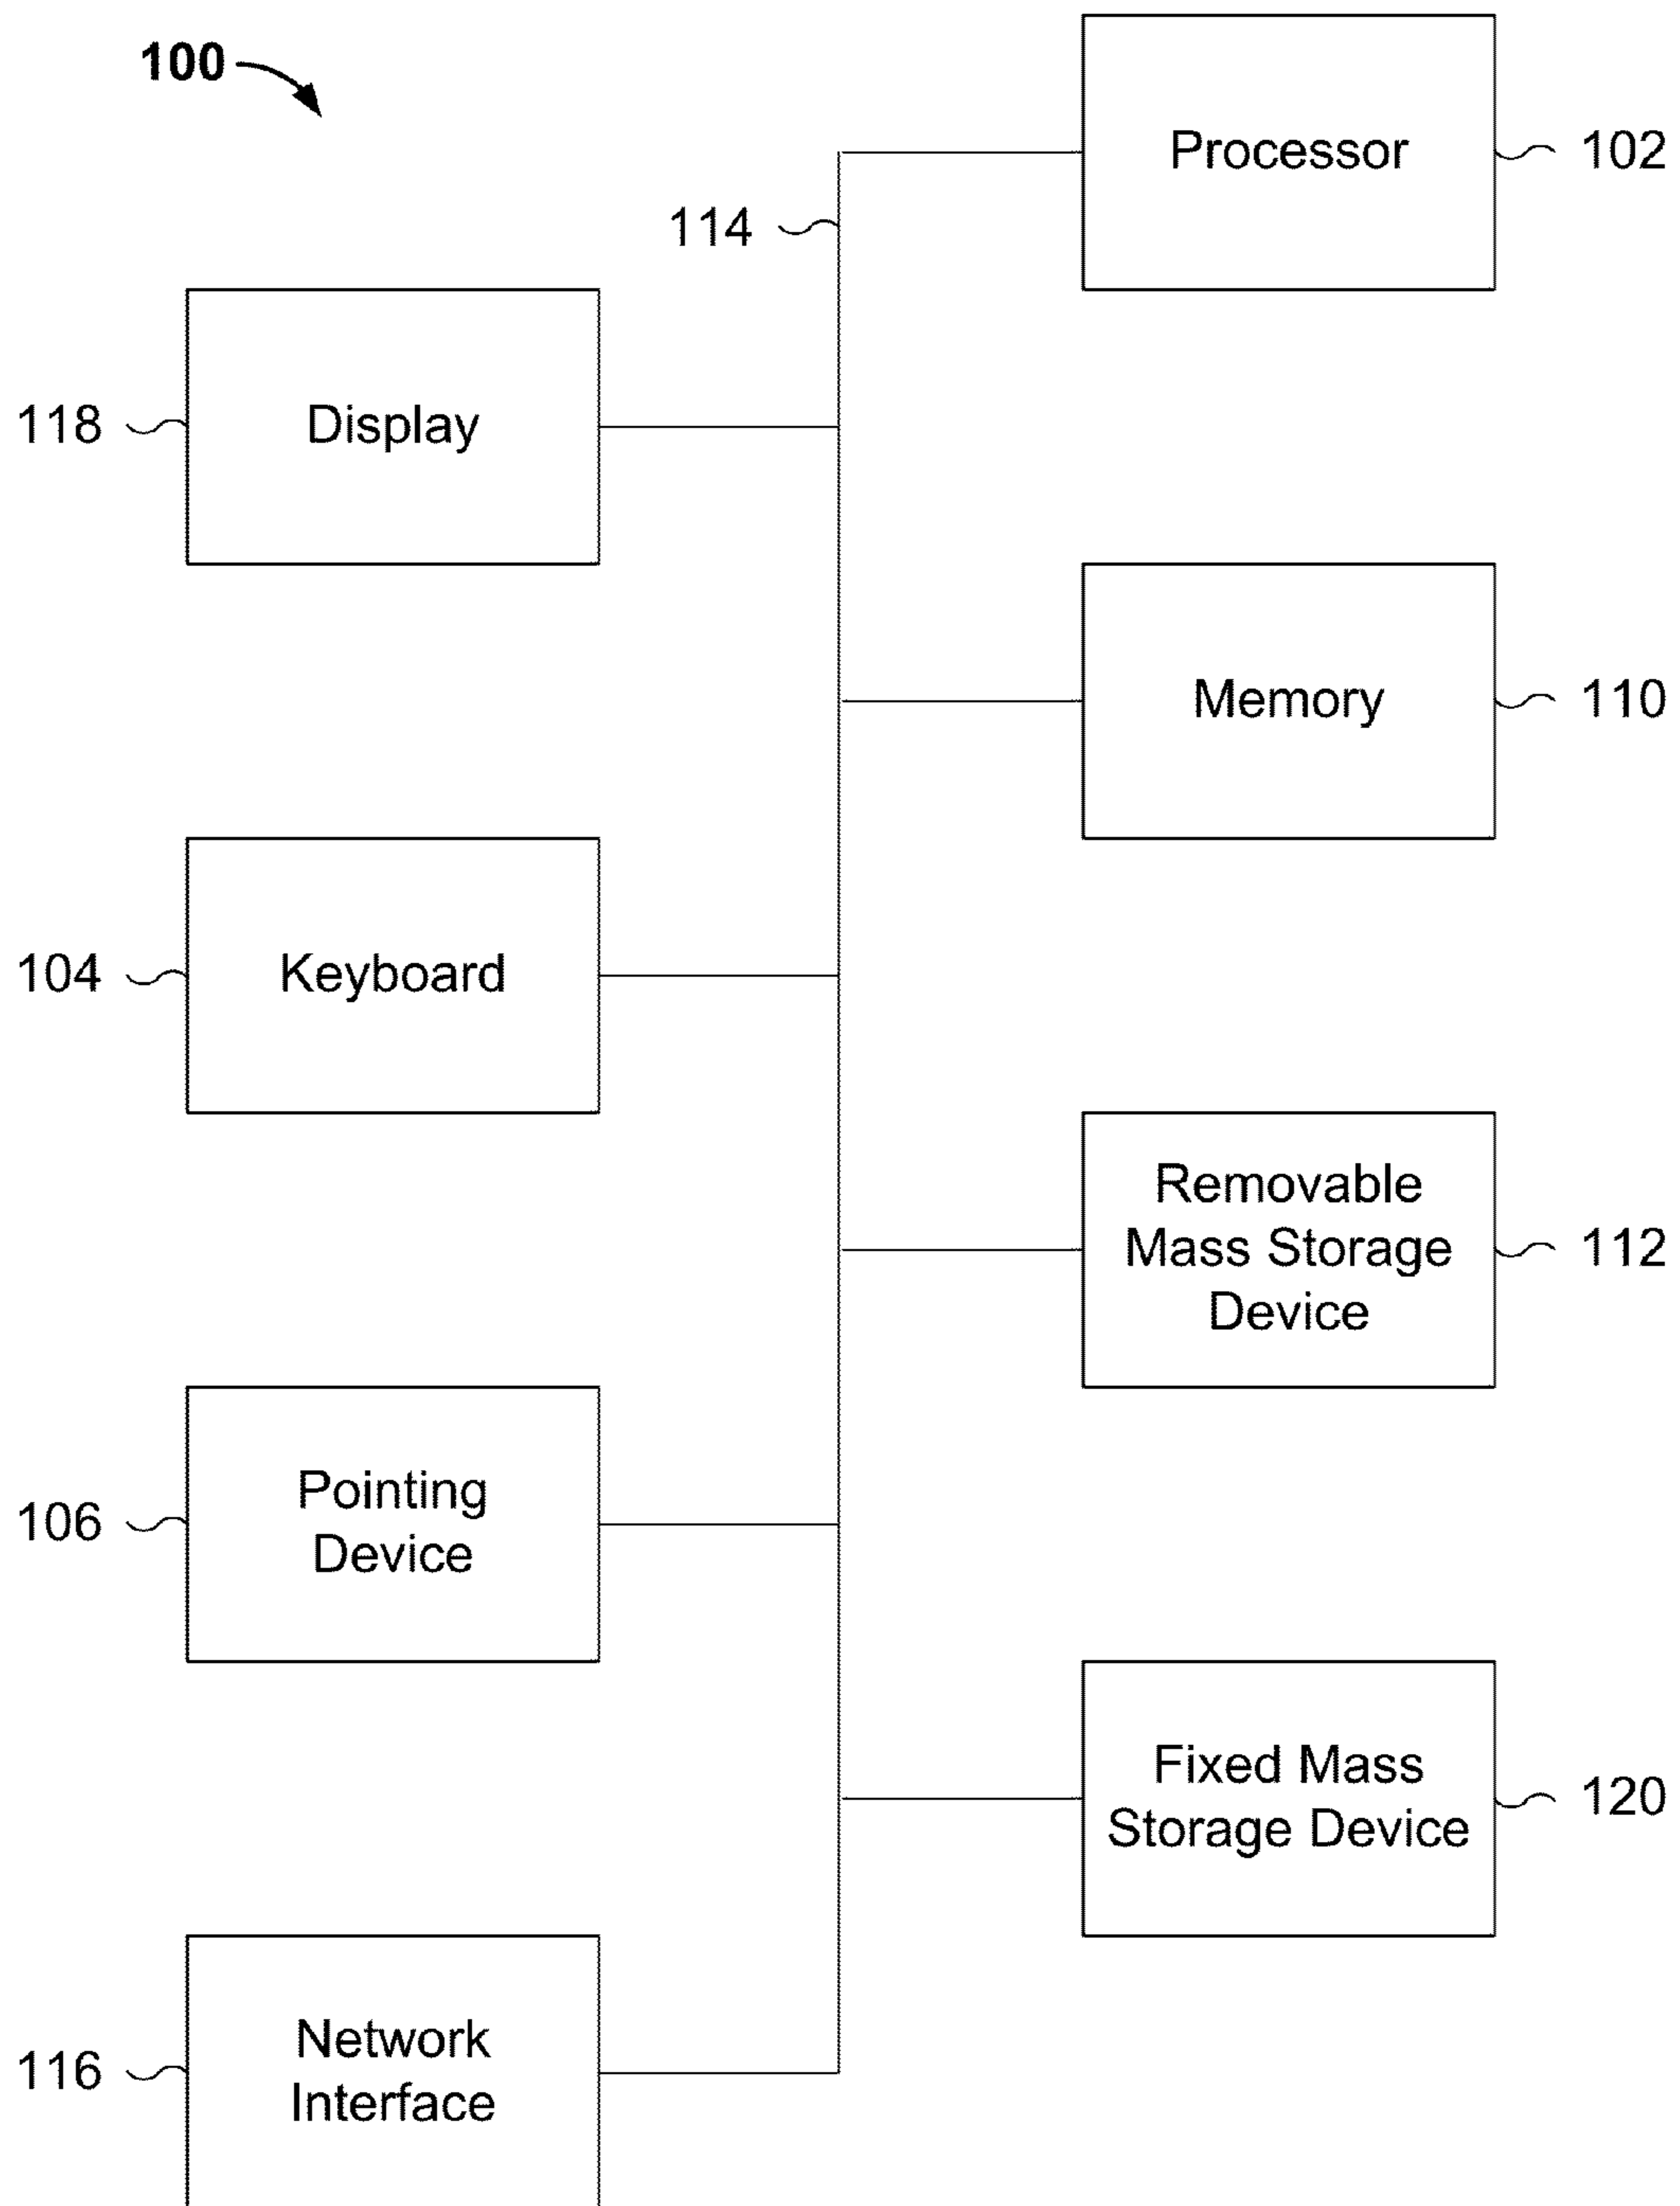 100
Processor
102
114
118
Display
Memory
110
104
Keyboard
Removable
Mass Storage
Device
112
106
Pointing
Device
Fixed Mass
Storage Device
120
116
Network
Interface